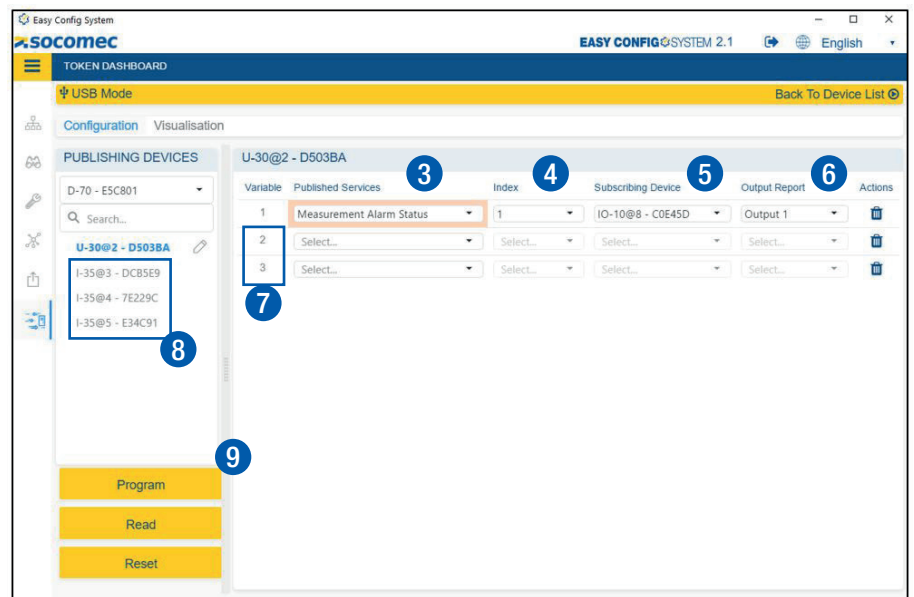 Easy Config System
socomec
EASY CONFIG SYSTEM 2.1 English
TOKEN DASHBOARD
USB Mode Back To Device List
Configuration Visualisation
PUBLISHING DEVICES
D-70 - E5C801
Search...
U-30@2 - D503BA
I-35@3 - DCB5E9
I-35@4 - 7E229C
I-35@5 - E34C91
8
9
Program
Read
Reset
U-30@2 - D503BA
3 4 5 6
Variable Published Services Index Subscribing Device Output Report Actions
1 Measurement Alarm Status 1 IO-10@8 - C0E45D Output 1
2 Select... Select... Select... Select...
3 Select... Select... Select... Select...
7